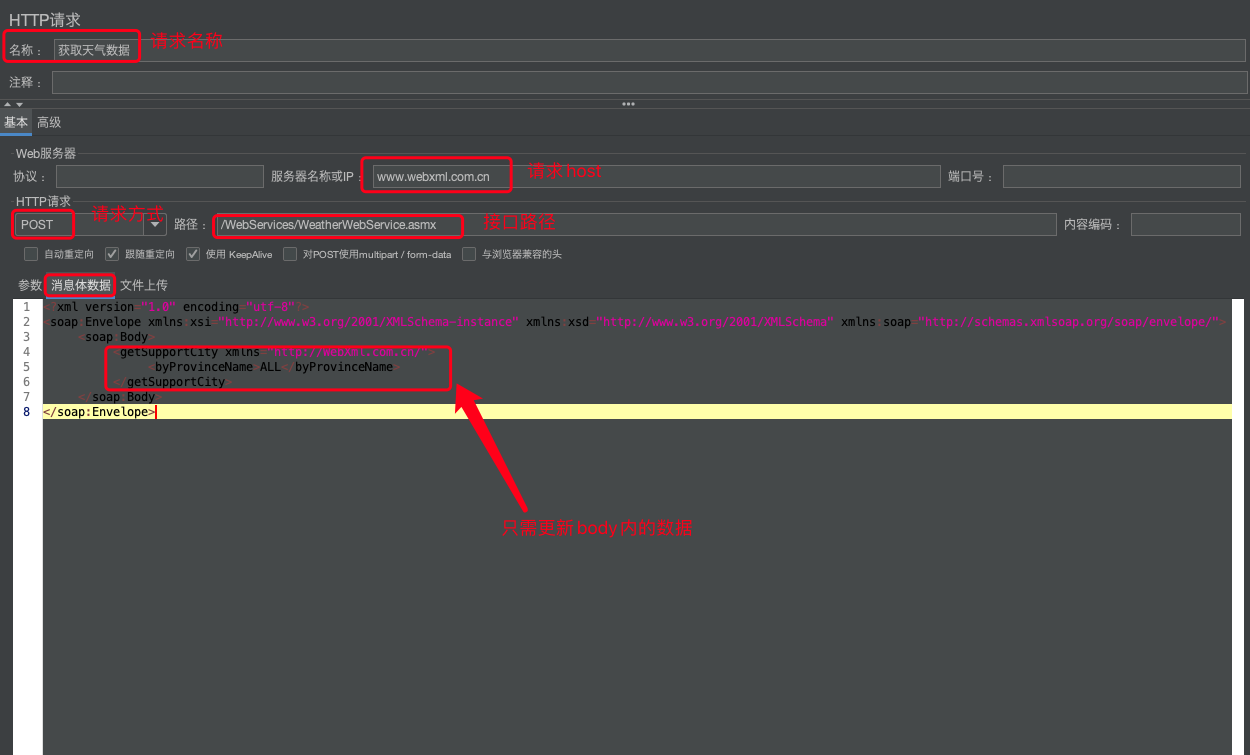 HTTP请求
名称： 获取天气数据 请求名称
注释：
基本 高级
Web服务器
协议： 服务器名称或IP： www.webxml.com.cn 请求host 端口号：
HTTP请求
POST 请求方式 路径： /WebServices/WeatherWebService.asmx 接口路径 内容编码：
自动重定向 跟随重定向 使用 KeepAlive 对POST使用multipart / form-data 与浏览器兼容的头
参数 消息体数据 文件上传
1 <?xml version="1.0" encoding="utf-8"?>
2 <soap:Envelope xmlns:xsi="http://www.w3.org/2001/XMLSchema-instance" xmlns:xsd="http://www.w3.org/2001/XMLSchema" xmlns:soap="http://schemas.xmlsoap.org/soap/envelope/">
3 <soap:Body>
4 <getSupportCity xmlns="http://WebXml.com.cn/">
5 <byProvinceName>ALL</byProvinceName>
6 </getSupportCity>
7 </soap:Body>
8 </soap:Envelope>
只需更新body内的数据